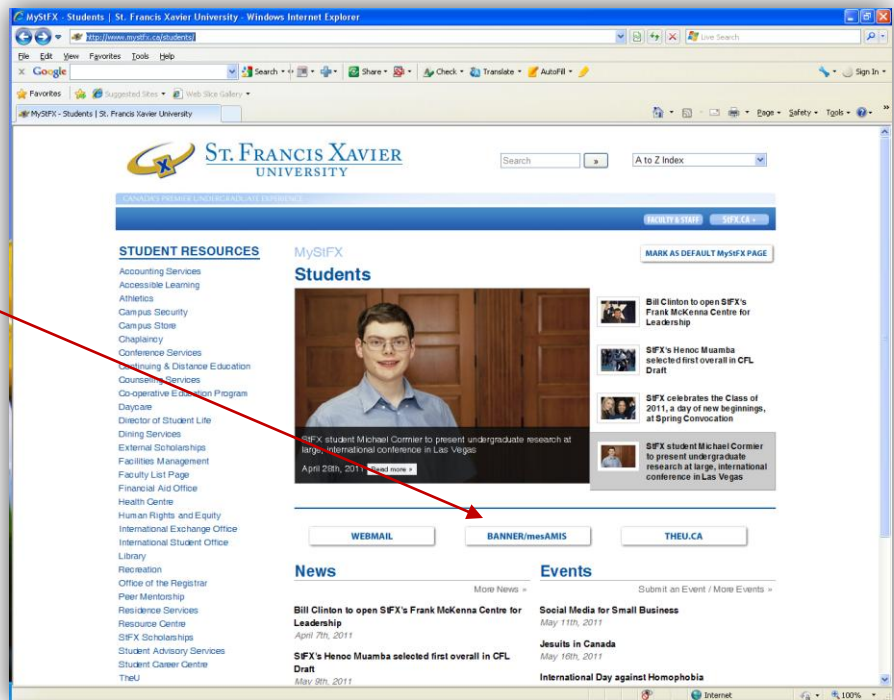 MyStFX - Students | St. Francis Xavier University - Windows Internet Explorer
http://www.mystfx.ca/students/
Live Search
File Edit View Favorites Tools Help
Google
Search
Share
Check
Translate
AutoFill
Sign In
Favorites
Suggested Sites
Web Slice Gallery
MyStFX - Students | St. Francis Xavier University
Page
Safety
Tools
ST. FRANCIS XAVIER
UNIVERSITY
Search
»
A to Z Index
CANADA'S PREMIER UNDERGRADUATE EXPERIENCE
FACULTY & STAFF
StFX.CA
STUDENT RESOURCES
Accounting Services
Accessible Learning
Athletics
Campus Security
Campus Store
Chaplaincy
Conference Services
Continuing & Distance Education
Counseling Services
Co-operative Education Program
Daycare
Director of Student Life
Dining Services
External Scholarships
Facilities Management
Faculty List Page
Financial Aid Office
Health Centre
Human Rights and Equity
International Exchange Office
International Student Office
Library
Recreation
Office of the Registrar
Peer Mentorship
Residence Services
Resource Centre
StFX Scholarships
Student Advisory Services
Student Career Centre
TheU
MyStFX
MARK AS DEFAULT MyStFX PAGE
Students
StFX student Michael Cormier to present undergraduate research at
large, international conference in Las Vegas
April 28th, 2011 Read more »
Bill Clinton to open StFX's
Frank McKenna Centre for
Leadership
StFX's Henoc Muamba
selected first overall in CFL
Draft
StFX celebrates the Class of
2011, a day of new beginnings,
at Spring Convocation
StFX student Michael Cormier
to present undergraduate
research at large, international
conference in Las Vegas
WEBMAIL
BANNER/mesAMIS
THEU.CA
News
More News »
Bill Clinton to open StFX's Frank McKenna Centre for
Leadership
April 7th, 2011
StFX's Henoc Muamba selected first overall in CFL
Draft
May 9th, 2011
Events
Submit an Event / More Events »
Social Media for Small Business
May 11th, 2011
Jesuits in Canada
May 16th, 2011
International Day against Homophobia
Internet
100%